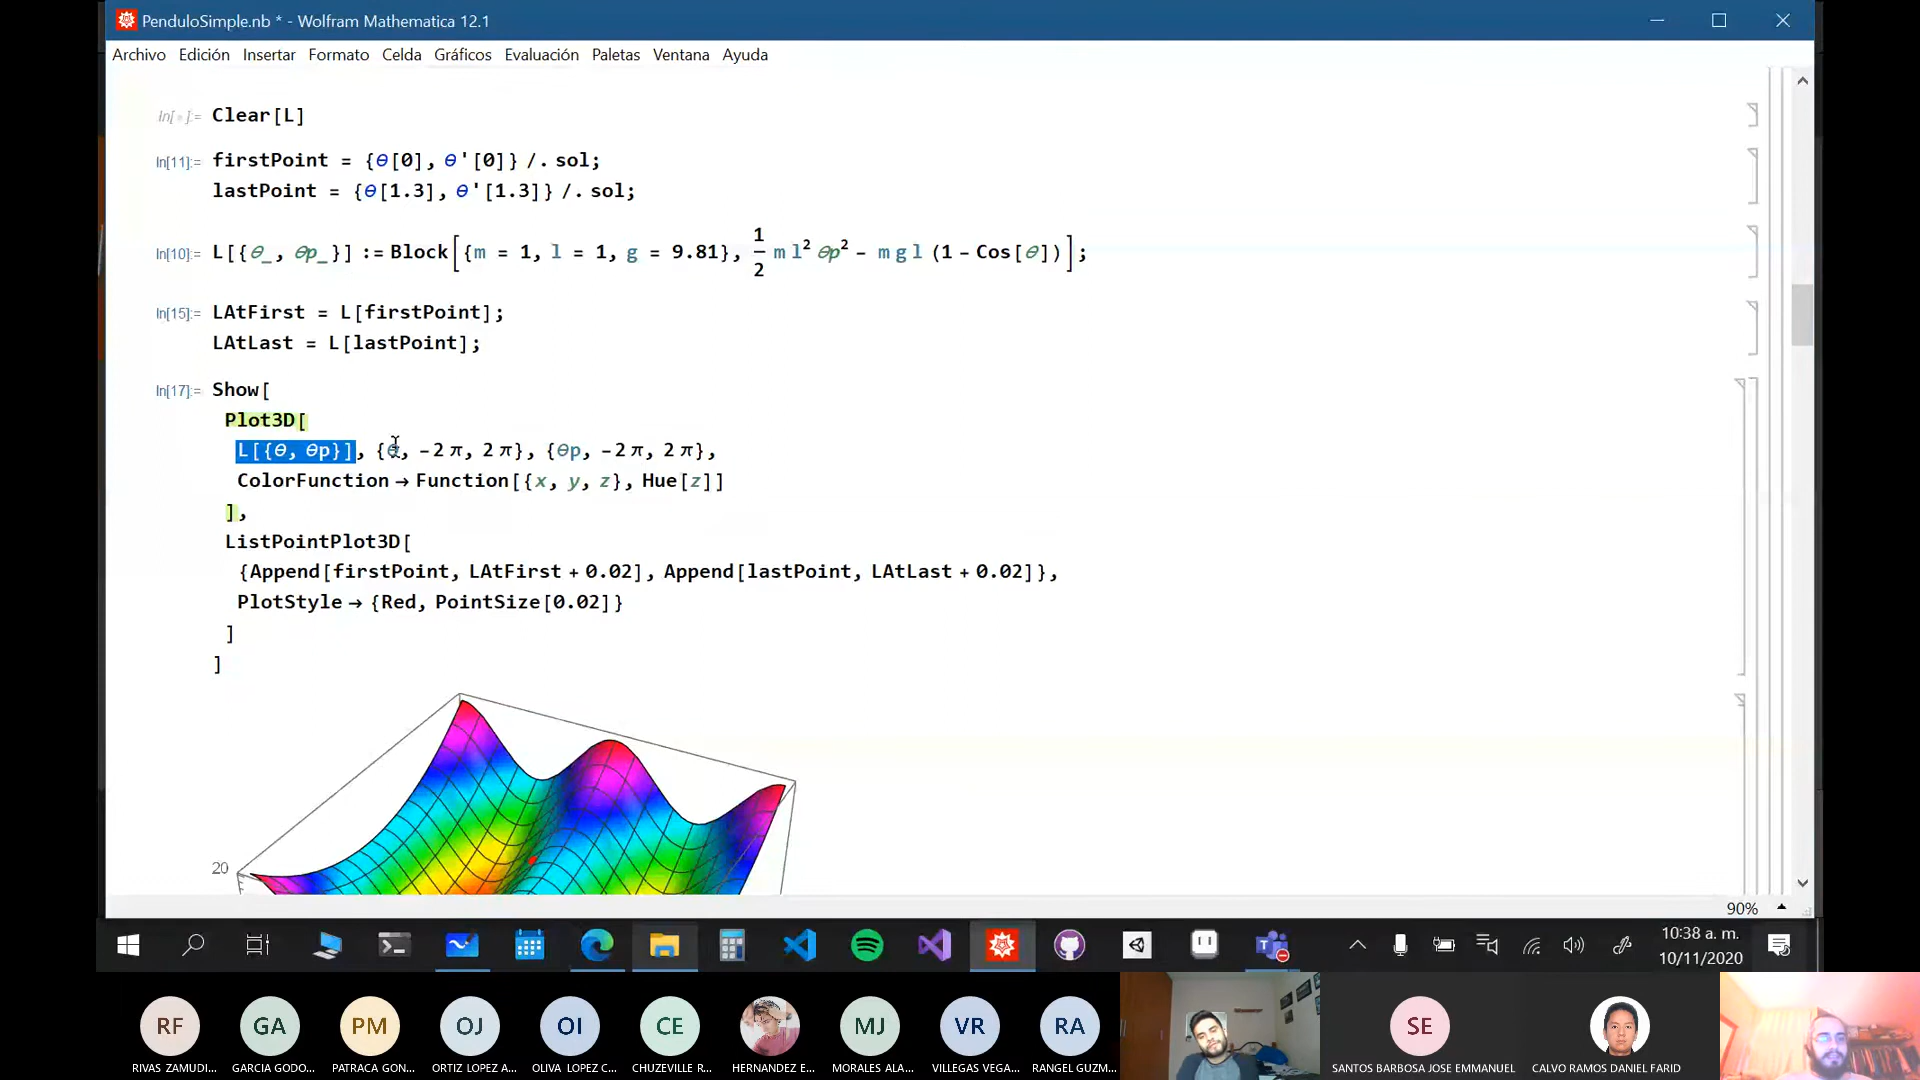 PenduloSimple.nb * - Wolfram Mathematica 12.1
Archivo Edición Insertar Formato Celda Gráficos Evaluación Paletas Ventana Ayuda
In[•]:= Clear[L]
In[11]:= firstPoint = {θ[0], θ'[0]} /. sol;
lastPoint = {θ[1.3], θ'[1.3]} /. sol;
In[10]:= L[{θ_, θp_}] := Block[{m = 1, l = 1, g = 9.81}, 1/2 m l² θp² - m g l (1 - Cos[θ])];
In[15]:= LAtFirst = L[firstPoint];
LAtLast = L[lastPoint];
In[17]:= Show[
Plot3D[
L[{θ, θp}], {θ, -2 π, 2 π}, {θp, -2 π, 2 π},
ColorFunction → Function[{x, y, z}, Hue[z]]
],
ListPointPlot3D[
{Append[firstPoint, LAtFirst + 0.02], Append[lastPoint, LAtLast + 0.02]},
PlotStyle → {Red, PointSize[0.02]}
]
]
20
90%
10:38 a. m.
10/11/2020
RF GA PM OJ OI CE MJ VR RA SE
RIVAS ZAMUDI... GARCIA GODO... PATRACA GON... ORTIZ LOPEZ A... OLIVA LOPEZ C... CHUZEVILLE R... HERNANDEZ E... MORALES ALA... VILLEGAS VEGA... RANGEL GUZM... SANTOS BARBOSA JOSE EMMANUEL CALVO RAMOS DANIEL FARID